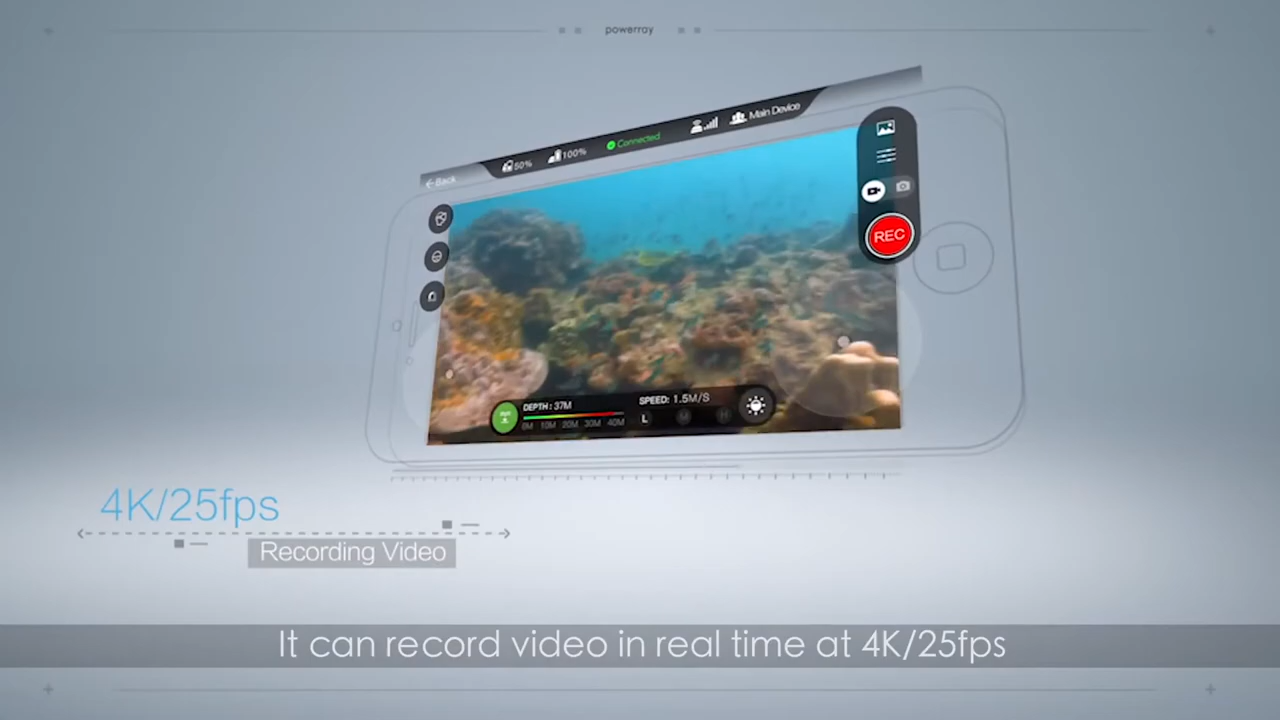 powerray
Back
50%
100%
Connected
Main Device
REC
DEPTH: 37M
0M 10M 20M 30M 40M
SPEED: 1.5M/S
L M H
4K/25fps
Recording Video
It can record video in real time at 4K/25fps